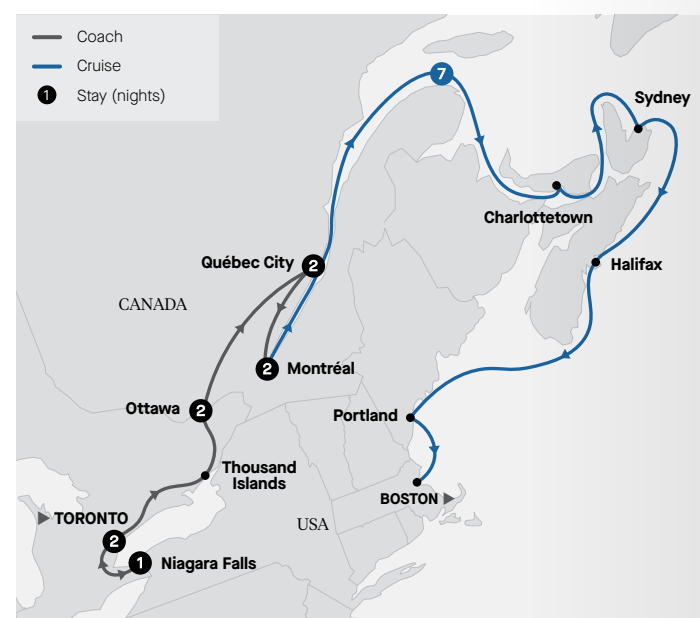 Coach
Cruise
1 Stay (nights)
7
Sydney
Charlottetown
Québec City 2
Halifax
CANADA
2 Montréal
Ottawa 2
Portland
Thousand
Islands
BOSTON
TORONTO
USA
2
1 Niagara Falls